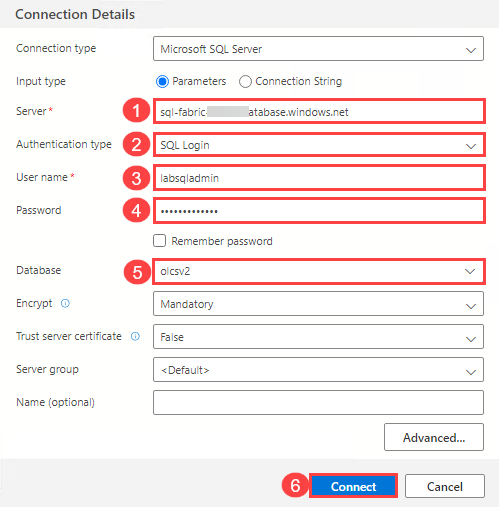 Connection Details
Connection type Microsoft SQL Server
Input type Parameters Connection String
Server* 1 sql-fabric- atabase.windows.net
Authentication type 2 SQL Login
User name* 3 labsqladmin
Password 4 •••••••••••••
Remember password
Database 5 olcsv2
Encrypt Mandatory
Trust server certificate False
Server group <Default>
Name (optional)
Advanced...
6 Connect Cancel